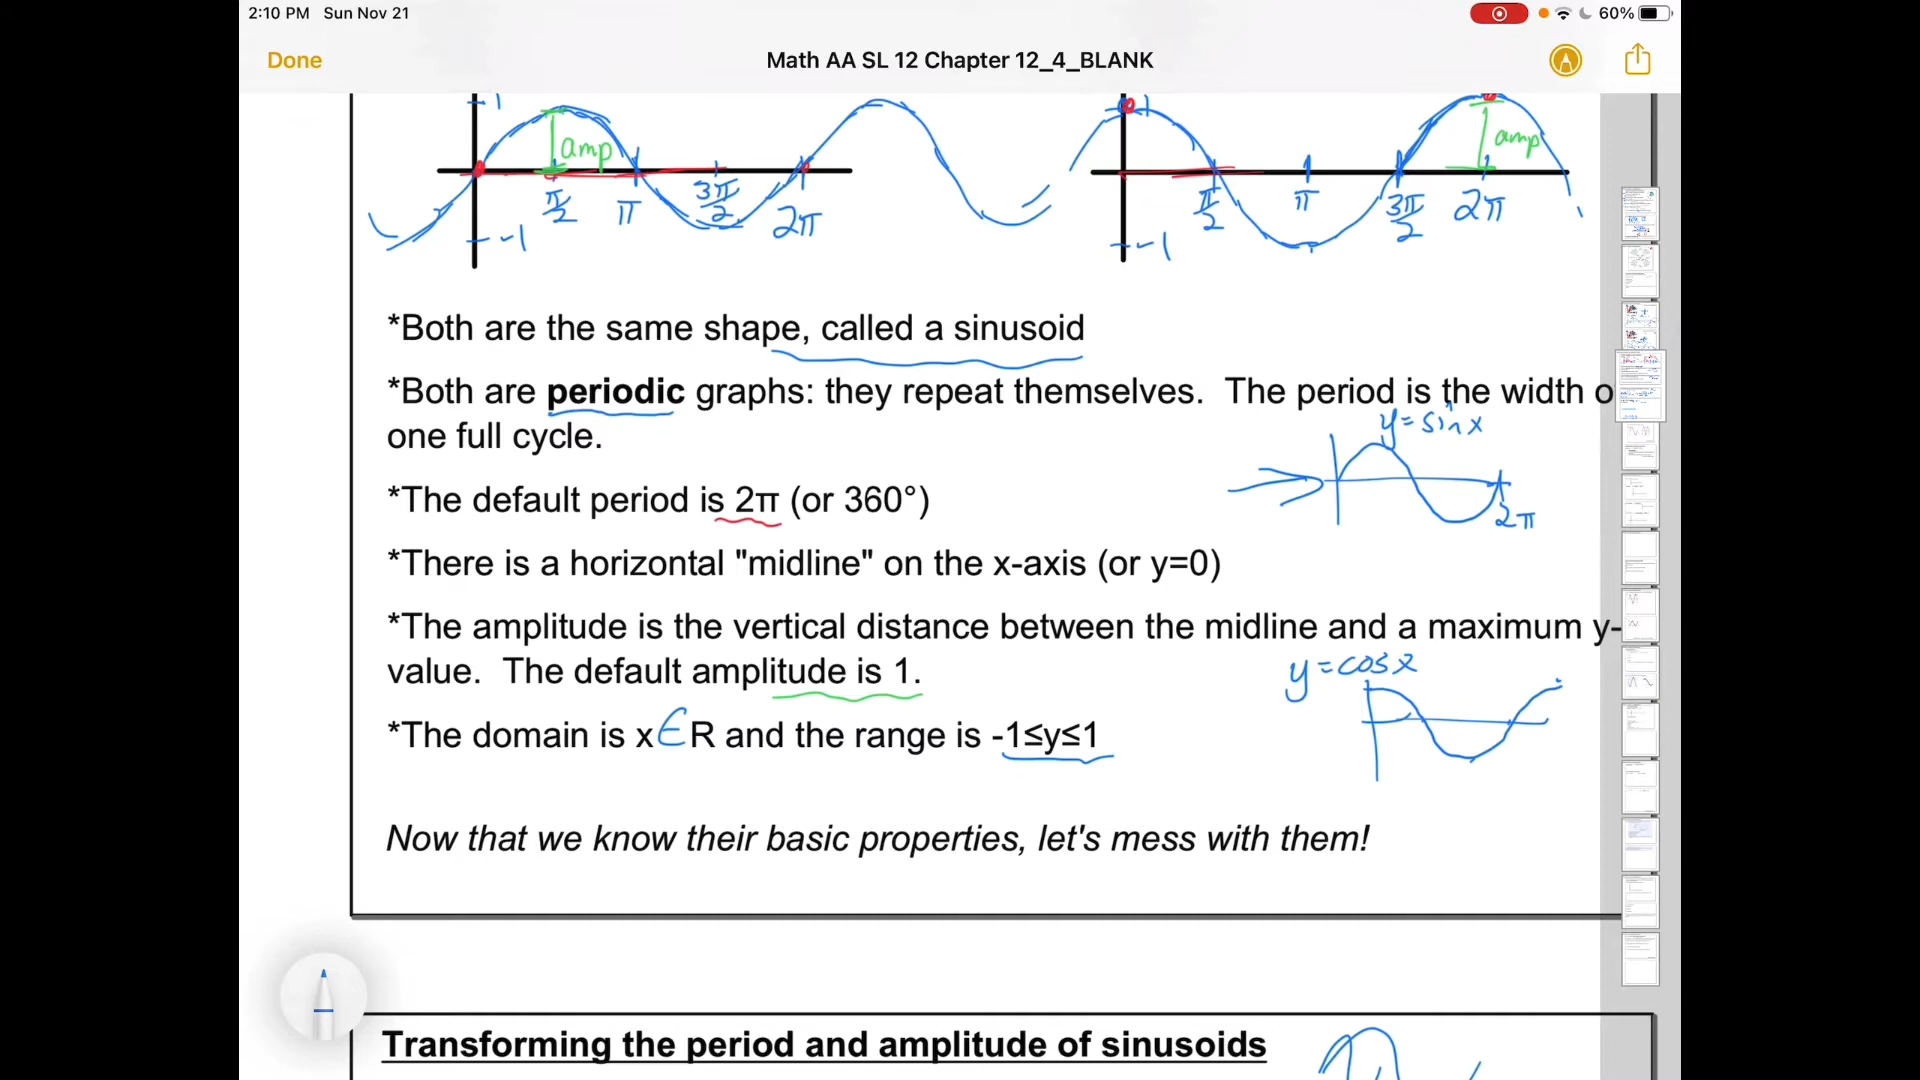 2:10 PM Sun Nov 21
60%
Done
Math AA SL 12 Chapter 12_4_BLANK
1
amp
π/2
π
3π/2
2π
-1
1
amp
π/2
π
3π/2
2π
-1
*Both are the same shape, called a sinusoid
*Both are periodic graphs: they repeat themselves. The period is the width o
one full cycle.
y = sin x
*The default period is 2π (or 360°)
2π
*There is a horizontal "midline" on the x-axis (or y=0)
*The amplitude is the vertical distance between the midline and a maximum y-
value. The default amplitude is 1.
y = cos x
*The domain is x∈R and the range is -1≤y≤1
Now that we know their basic properties, let's mess with them!
Transforming the period and amplitude of sinusoids